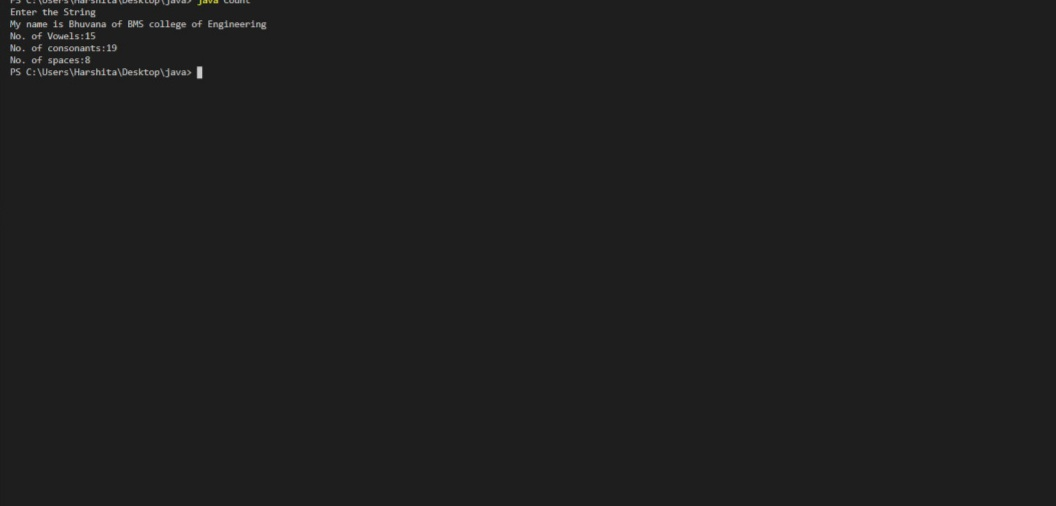 PS C:\Users\Harshita\Desktop\java> java count
Enter the String
My name is Bhuvana of BMS college of Engineering
No. of Vowels:15
No. of consonants:19
No. of spaces:8
PS C:\Users\Harshita\Desktop\java>